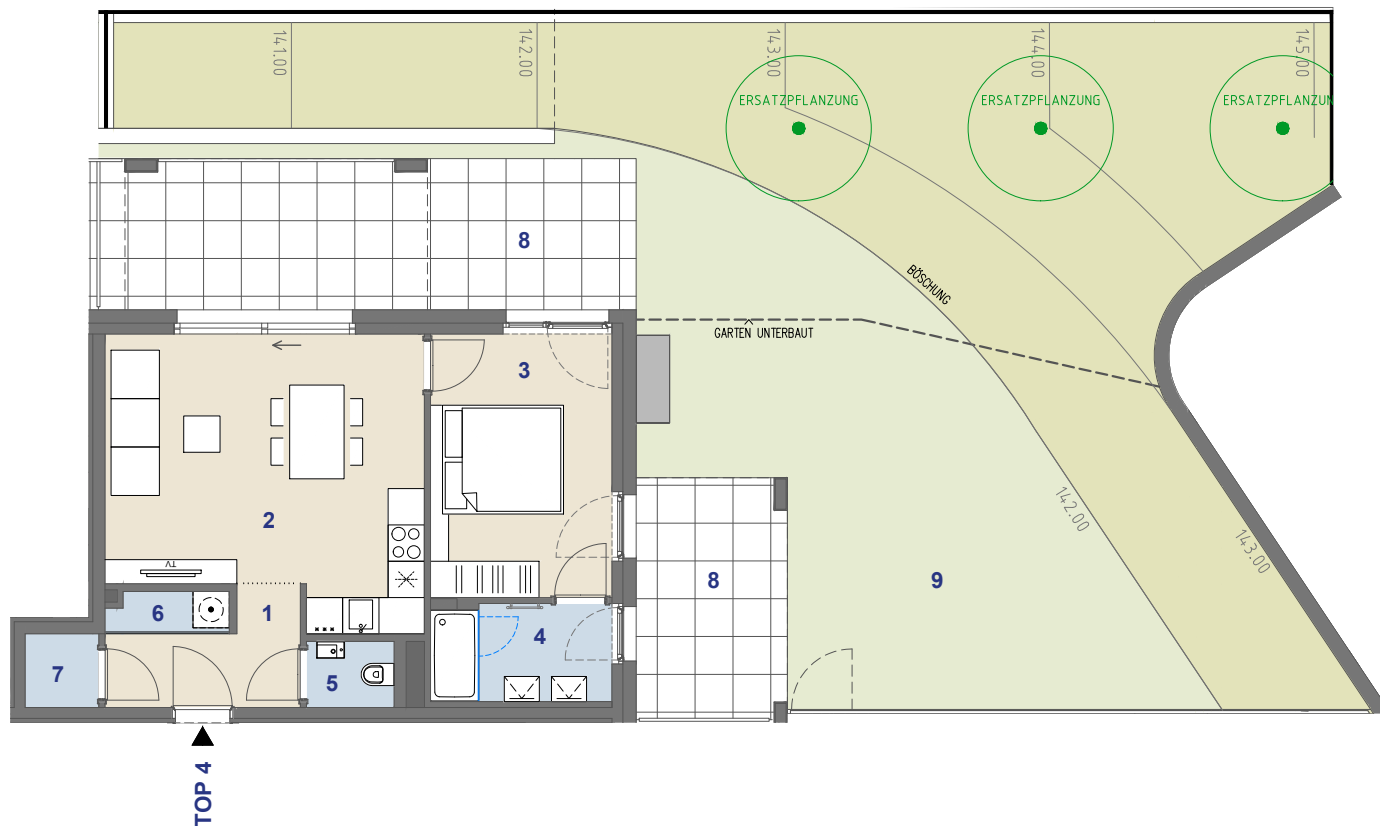 141.00
142.00
143.00
144.00
145.00
ERSATZPFLANZUNG
ERSATZPFLANZUNG
ERSATZPFLANZUN
8
BÖSCHUNG
GARTEN UNTERBAUT
3
2
142.00
143.00
TV
8
9
6
1
4
7
5
TOP 4